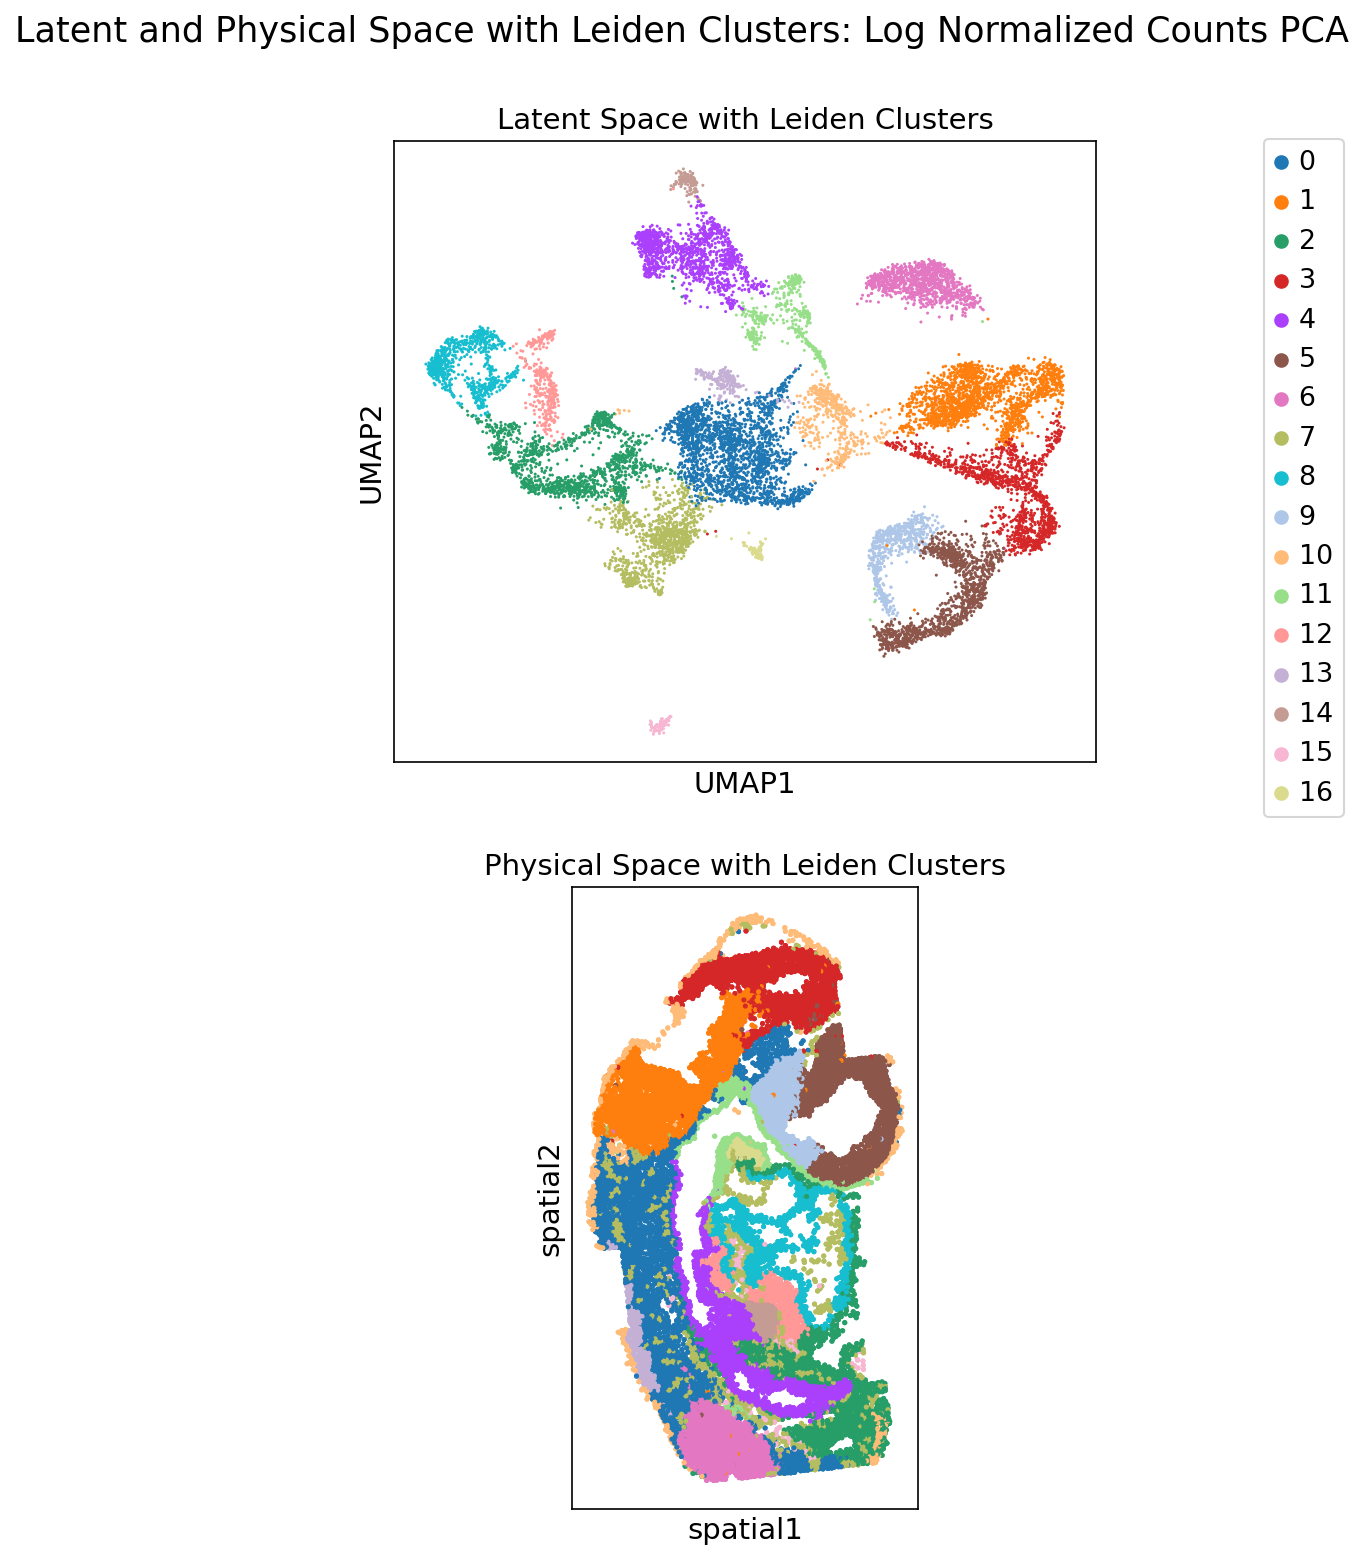 Latent and Physical Space with Leiden Clusters: Log Normalized Counts PCA
Latent Space with Leiden Clusters
UMAP2
UMAP1
0
1
2
3
4
5
6
7
8
9
10
11
12
13
14
15
16
Physical Space with Leiden Clusters
spatial2
spatial1